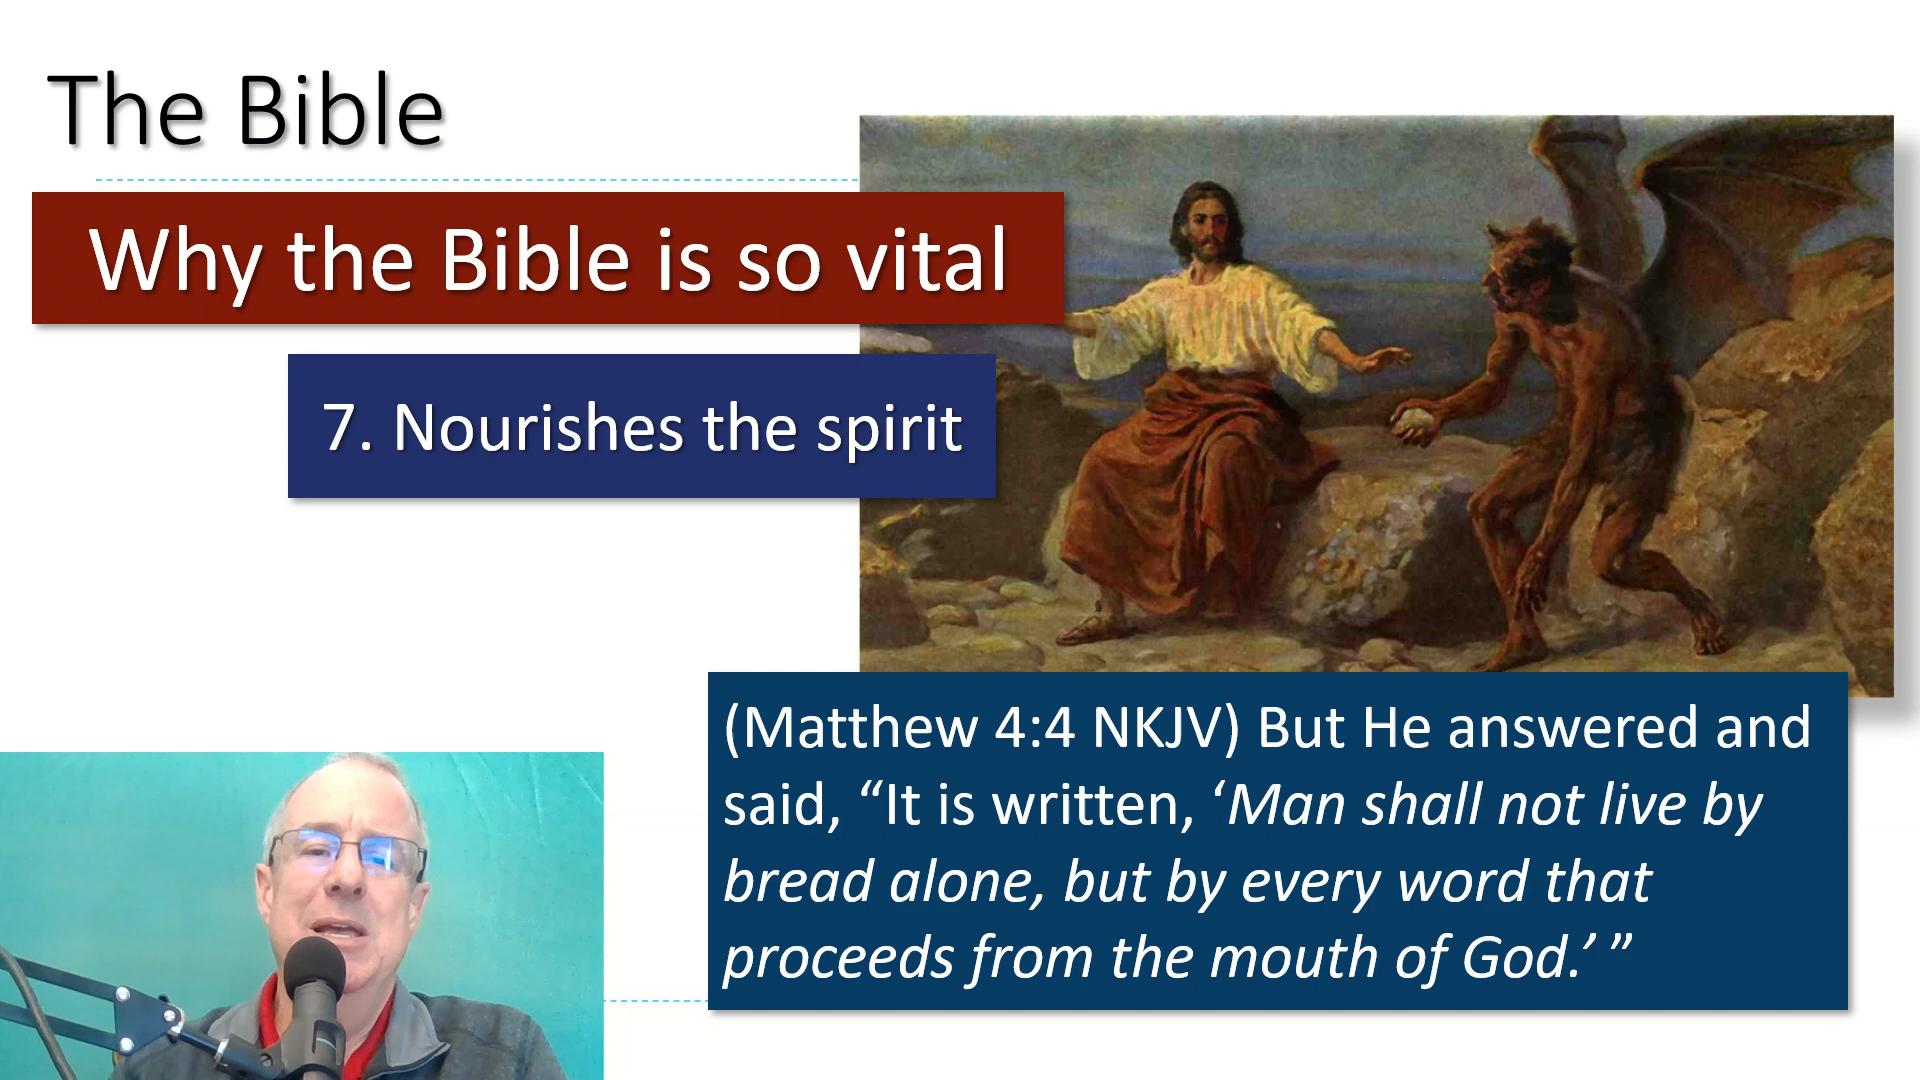 The Bible
Why the Bible is so vital
7. Nourishes the spirit
(Matthew 4:4 NKJV) But He answered and
said, “It is written, ‘Man shall not live by
bread alone, but by every word that
proceeds from the mouth of God.’ ”